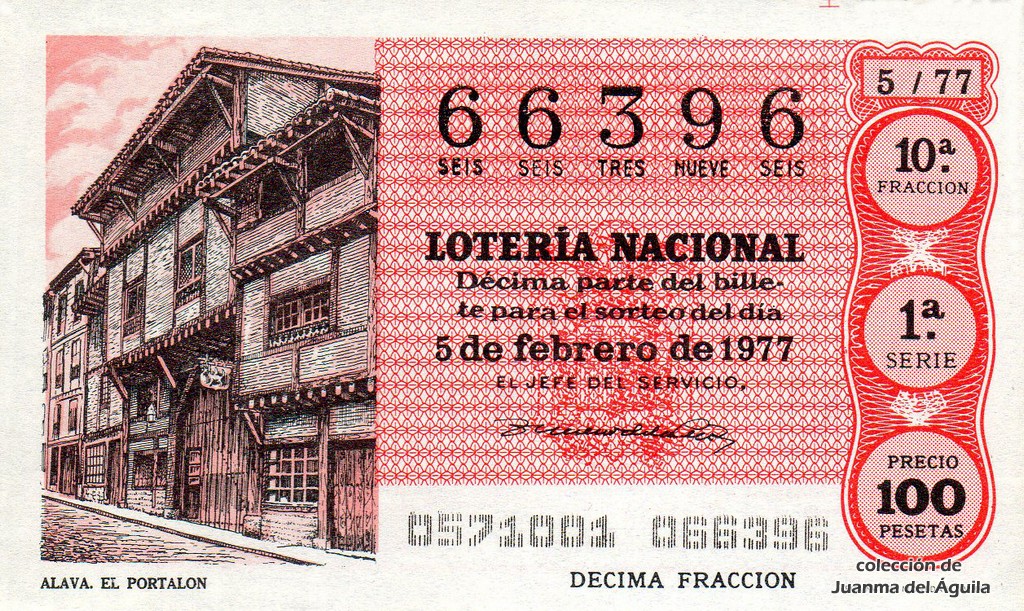 5 / 77
66396
SEIS SEIS TRES NUEVE SEIS
10ª.
FRACCION
LOTERÍA NACIONAL
Décima parte del bille-
te para el sorteo del día
5 de febrero de 1977
EL JEFE DEL SERVICIO,
1ª.
SERIE
PRECIO
100
PESETAS
0571001 066396
ALAVA. EL PORTALON
DECIMA FRACCION
colección de
Juanma del Águila